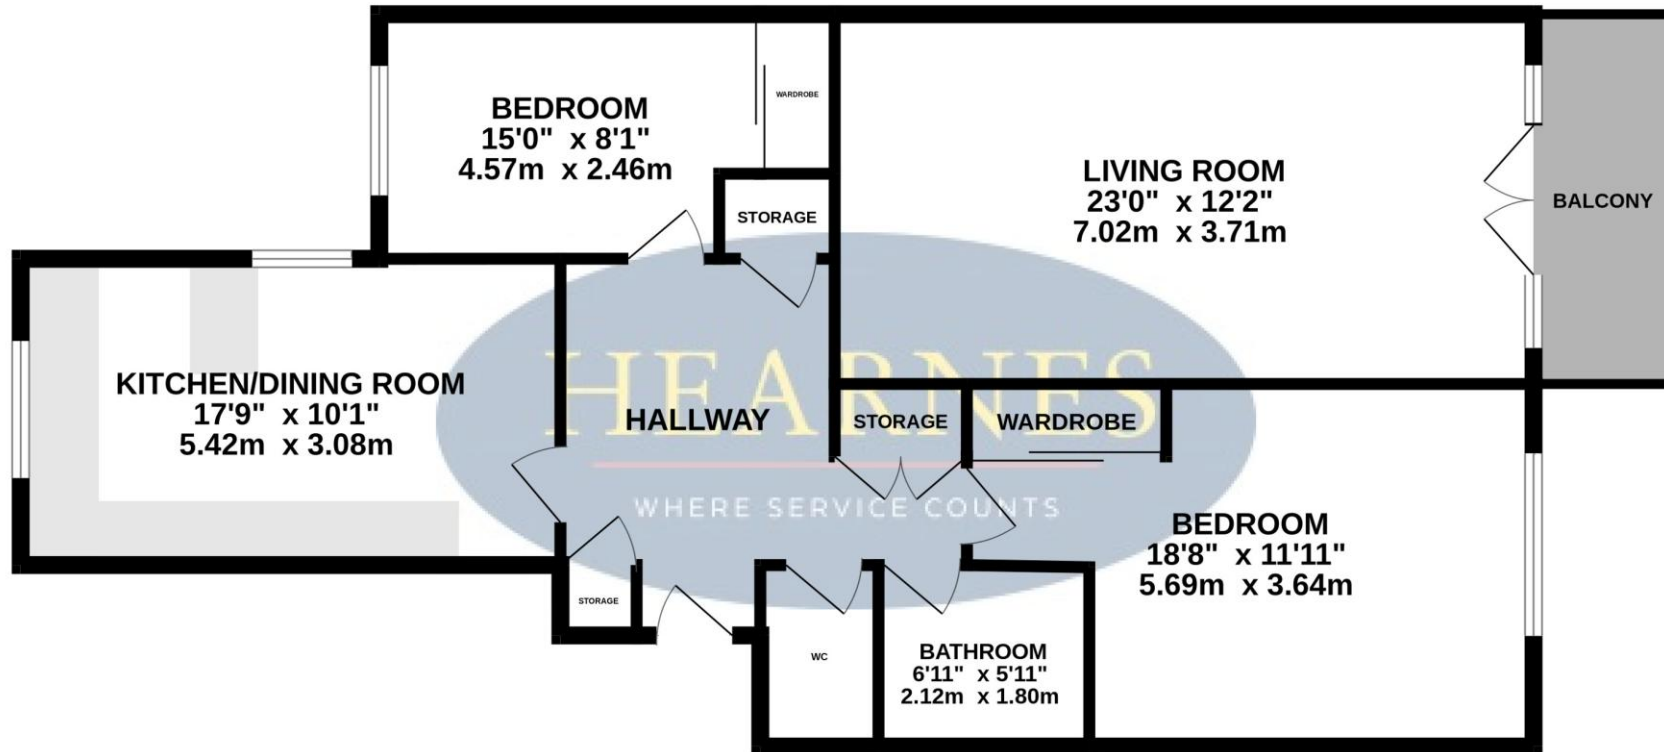 BEDROOM
15'0" x 8'1"
4.57m x 2.46m
WARDROBE
STORAGE
LIVING ROOM
23'0" x 12'2"
7.02m x 3.71m
BALCONY
KITCHEN/DINING ROOM
17'9" x 10'1"
5.42m x 3.08m
HEARNES
HALLWAY
STORAGE
WARDROBE
WHERE SERVICE COUNTS
BEDROOM
18'8" x 11'11"
5.69m x 3.64m
STORAGE
WC
BATHROOM
6'11" x 5'11"
2.12m x 1.80m